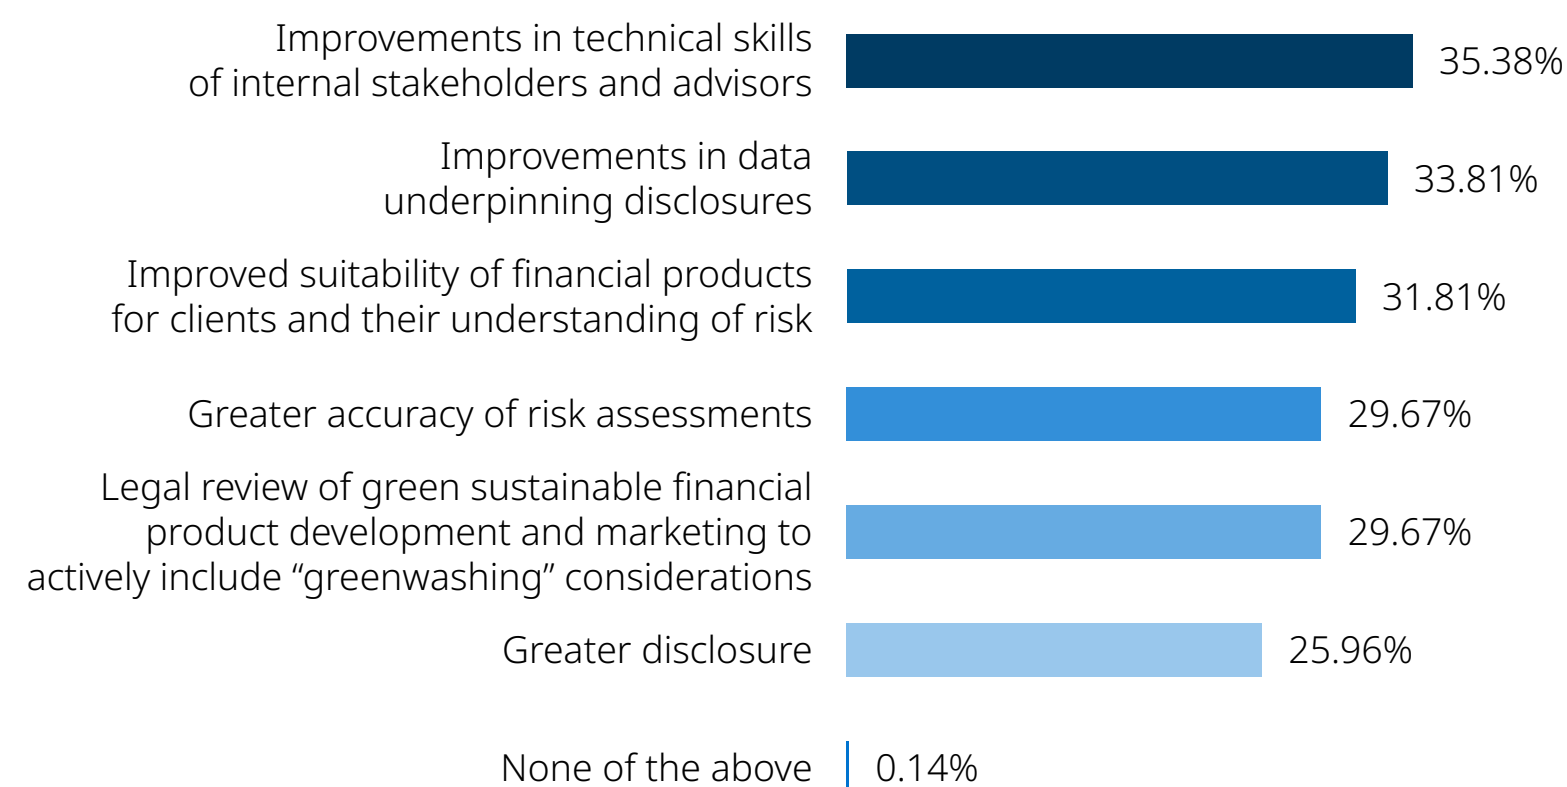 Improvements in technical skills
of internal stakeholders and advisors
35.38%
Improvements in data
underpinning disclosures
33.81%
Improved suitability of financial products
for clients and their understanding of risk
31.81%
Greater accuracy of risk assessments
29.67%
Legal review of green sustainable financial
product development and marketing to
actively include “greenwashing” considerations
29.67%
Greater disclosure
25.96%
None of the above
0.14%